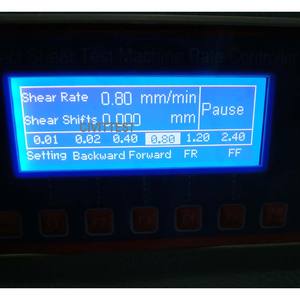 Shear Rate 0.80 mm/min
Pause
Shear Shifts 0.000 mm
0.01 0.02 0.40 0.80 1.20 2.40
Setting Backward Forward FR FF